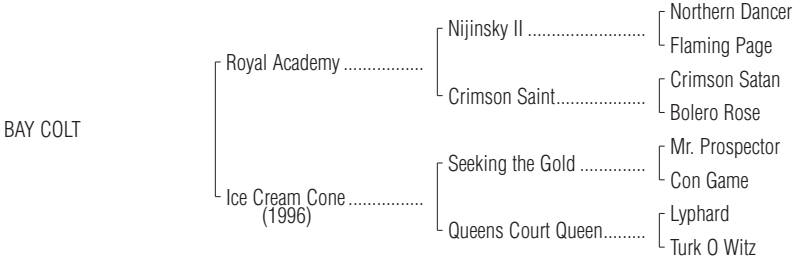 Northern Dancer
Nijinsky II ..........................
Flaming Page
Royal Academy .................
Crimson Satan
Crimson Saint...................
Bolero Rose
BAY COLT
Mr. Prospector
Seeking the Gold ..............
Con Game
Ice Cream Cone ................
(1996)
Lyphard
Queens Court Queen.........
Turk O Witz